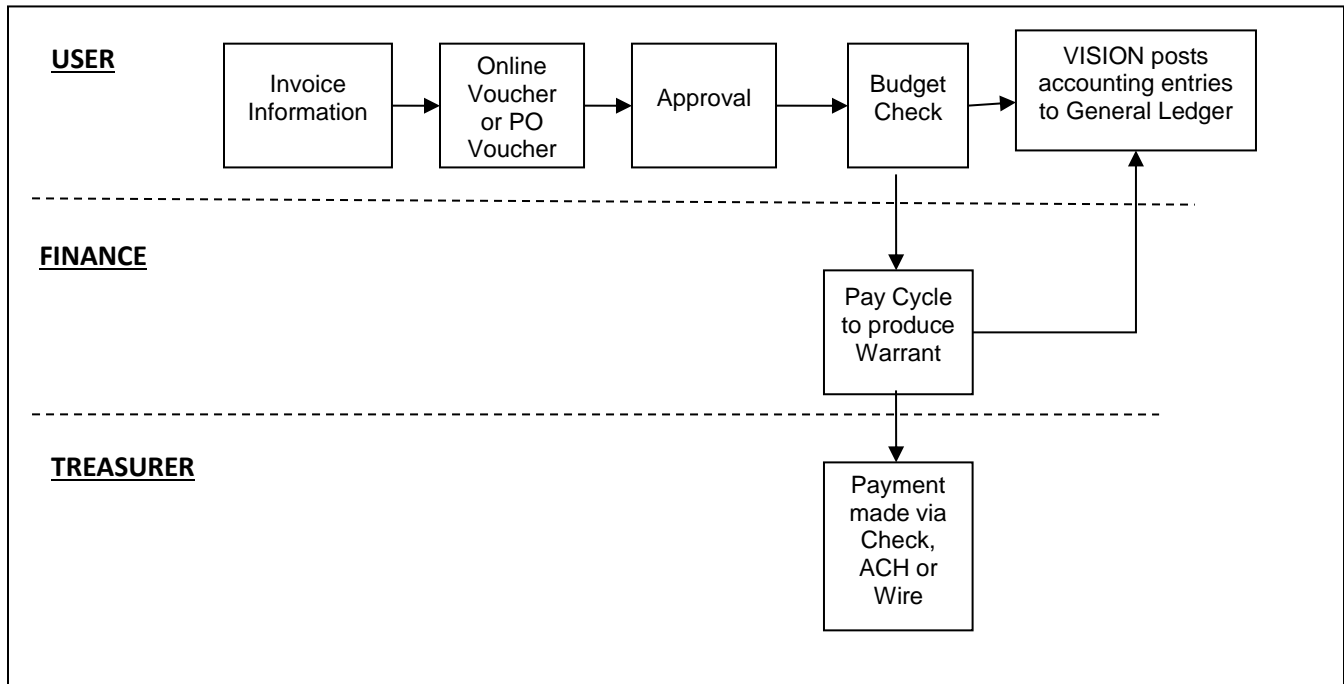 USER
Invoice
Information
Online
Voucher
or PO
Voucher
Approval
Budget
Check
VISION posts
accounting entries
to General Ledger
FINANCE
Pay Cycle
to produce
Warrant
TREASURER
Payment
made via
Check,
ACH or
Wire